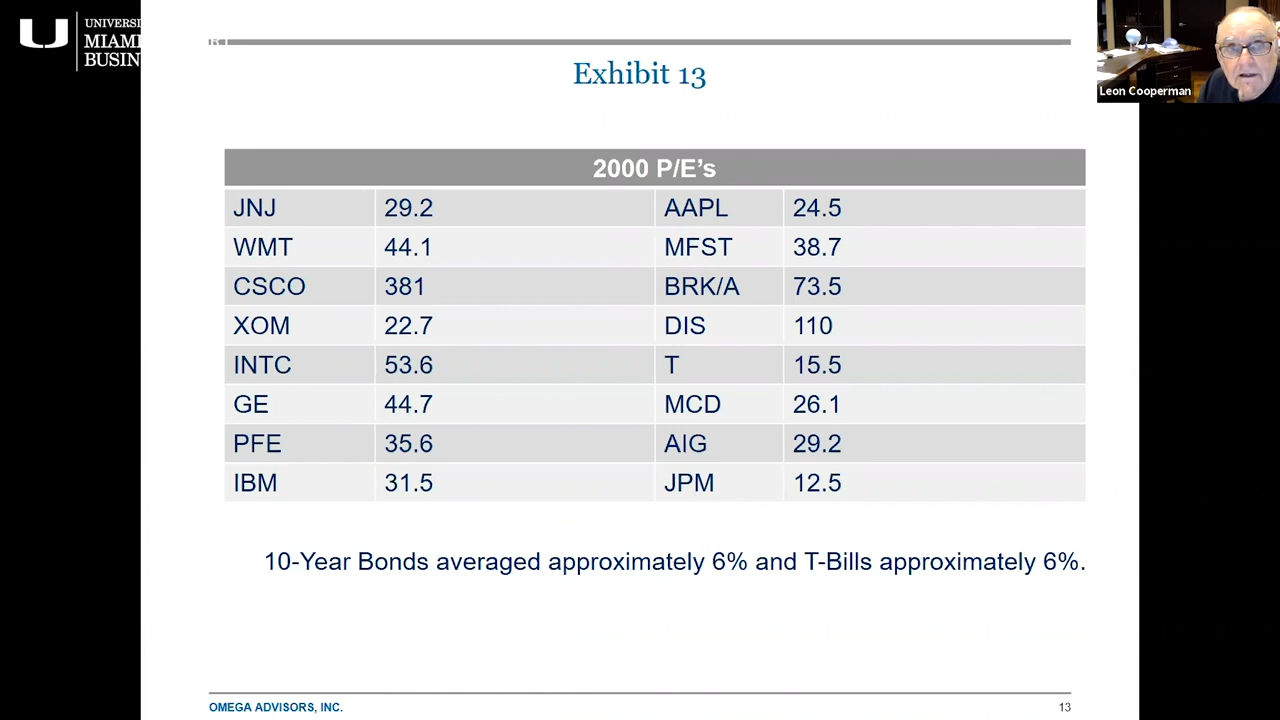 UNIVERSI
MIAMI
BUSIN
Leon Cooperman
Exhibit 13
2000 P/E's
JNJ 29.2 AAPL 24.5
WMT 44.1 MFST 38.7
CSCO 381 BRK/A 73.5
XOM 22.7 DIS 110
INTC 53.6 T 15.5
GE 44.7 MCD 26.1
PFE 35.6 AIG 29.2
IBM 31.5 JPM 12.5
10-Year Bonds averaged approximately 6% and T-Bills approximately 6%.
OMEGA ADVISORS, INC. 13